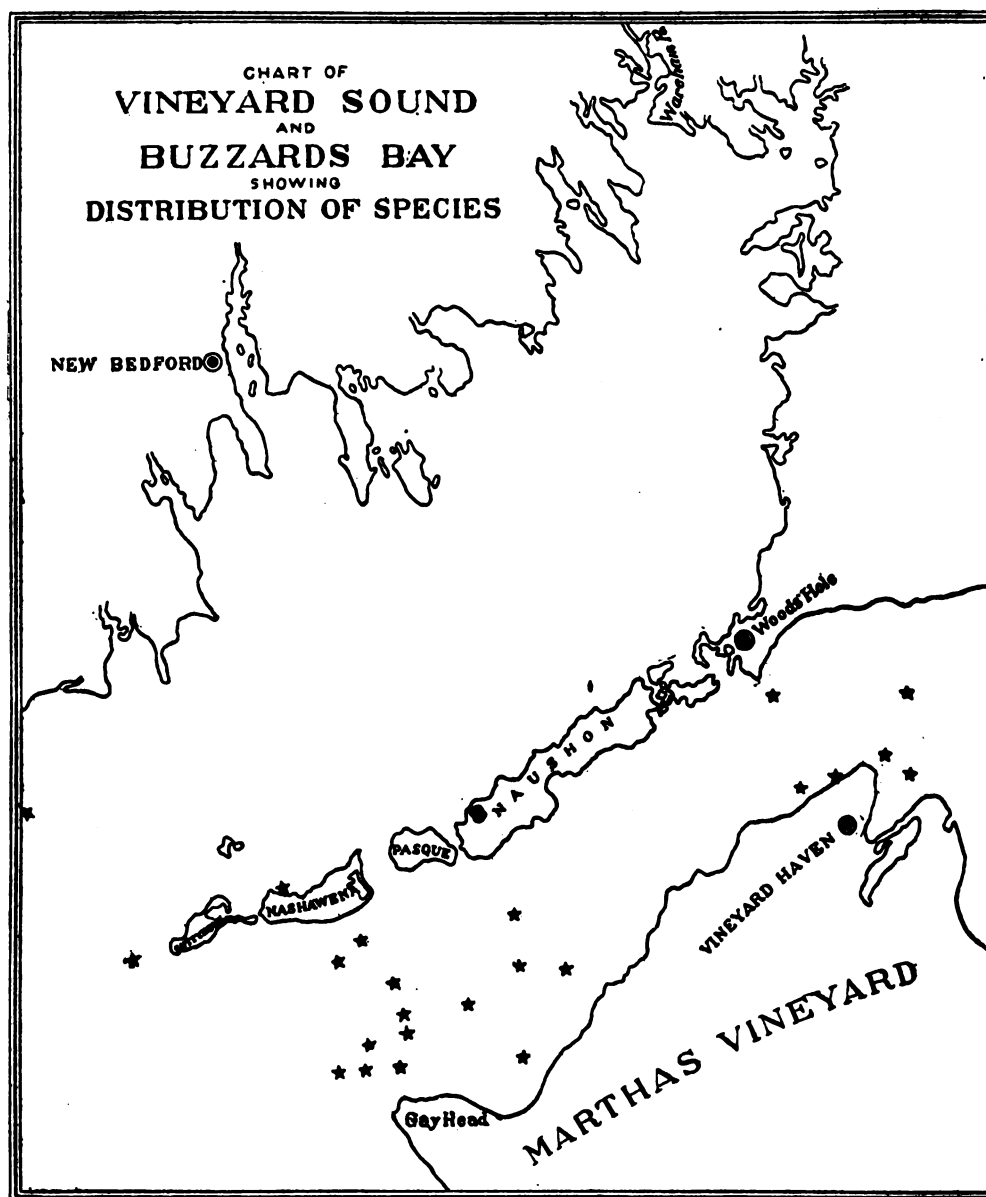 CHART OF
VINEYARD SOUND
AND
BUZZARDS BAY
SHOWING
DISTRIBUTION OF SPECIES
Wareham R.
NEW BEDFORD
Woods Hole
NAUSHON
PASQUE
NASHAWENA
VINEYARD HAVEN
MARTHAS VINEYARD
Gay Head